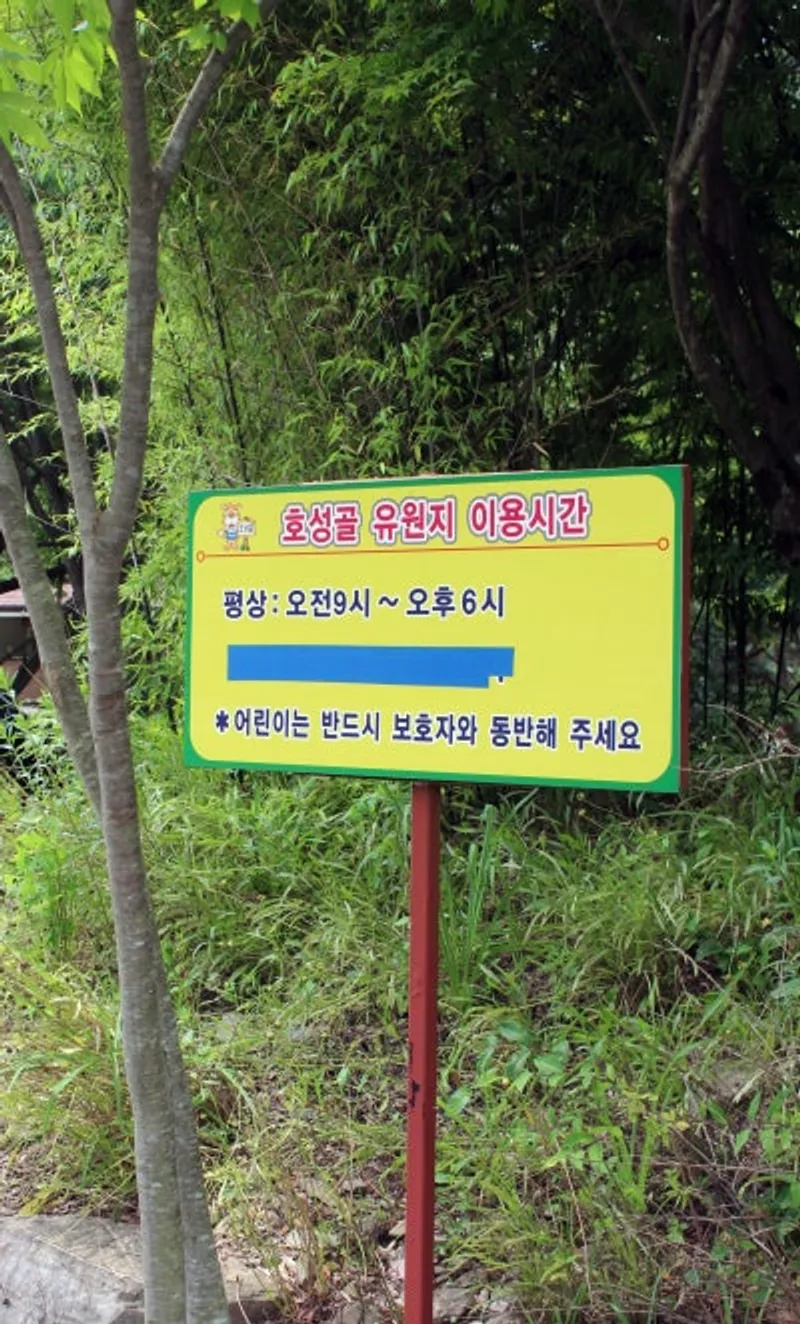 호성골 유원지 이용시간
평상: 오전9시 ~ 오후6시
*어린이는 반드시 보호자와 동반해 주세요